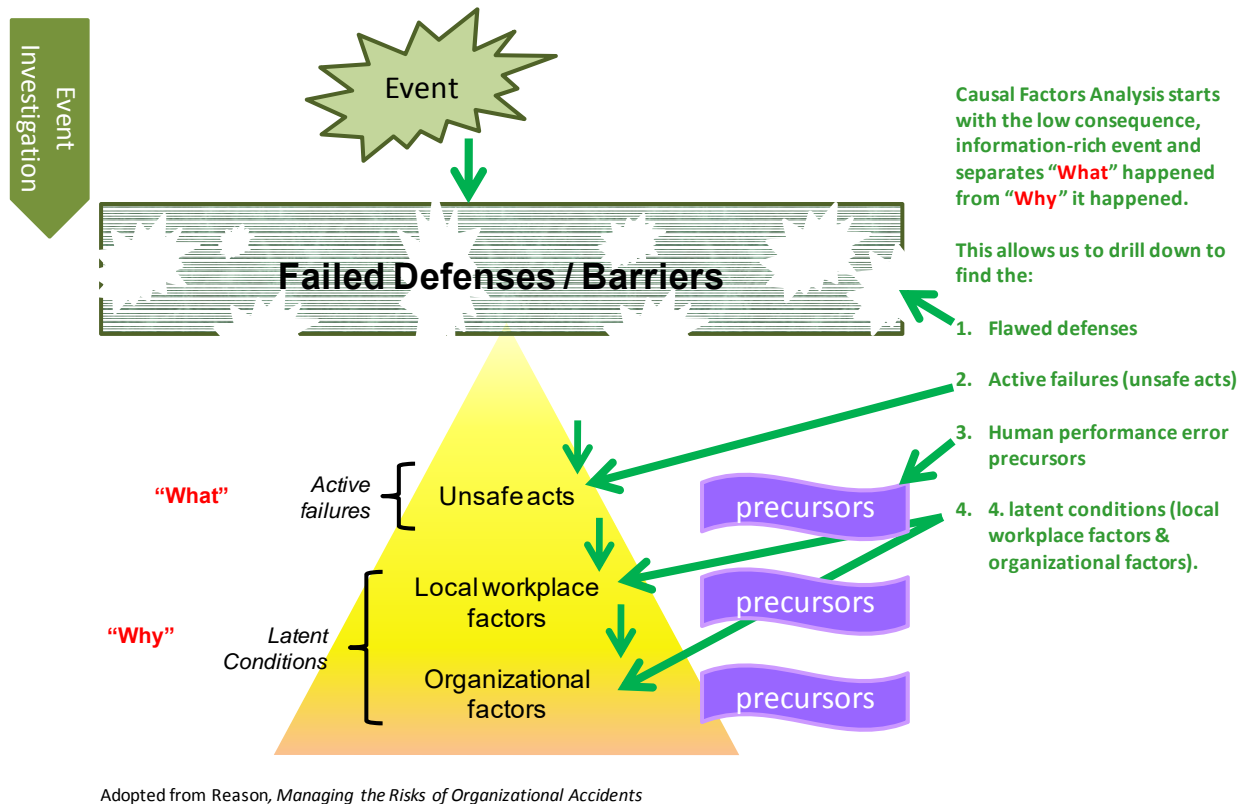 Event
Investigation
Event
Causal Factors Analysis starts
with the low consequence,
information-rich event and
separates “What” happened
from “Why” it happened.
This allows us to drill down to
find the:
1. Flawed defenses
2. Active failures (unsafe acts)
3. Human performance error
precursors
4. 4. latent conditions (local
workplace factors &
organizational factors).
Failed Defenses / Barriers
“What”
Active
failures
Unsafe acts
precursors
“Why”
Latent
Conditions
Local workplace
factors
precursors
Organizational
factors
precursors
Adopted from Reason, Managing the Risks of Organizational Accidents